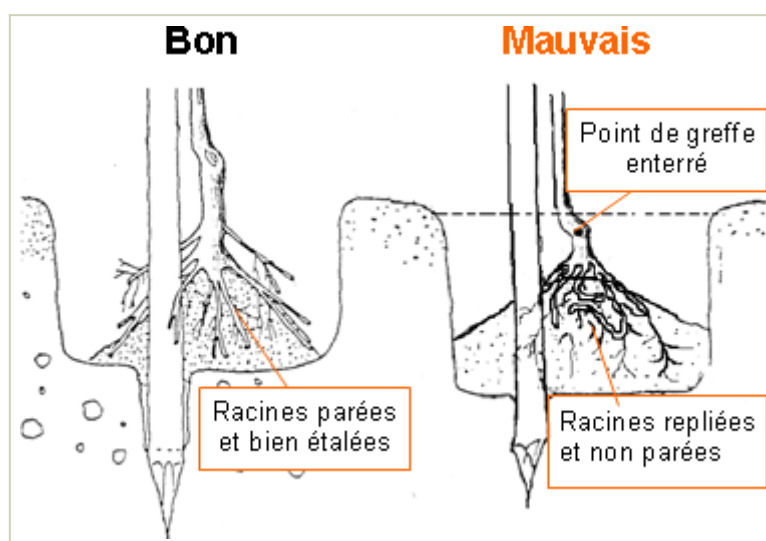 Bon
Mauvais
Point de greffe
enterré
Racines parées
et bien étalées
Racines repliées
et non parées